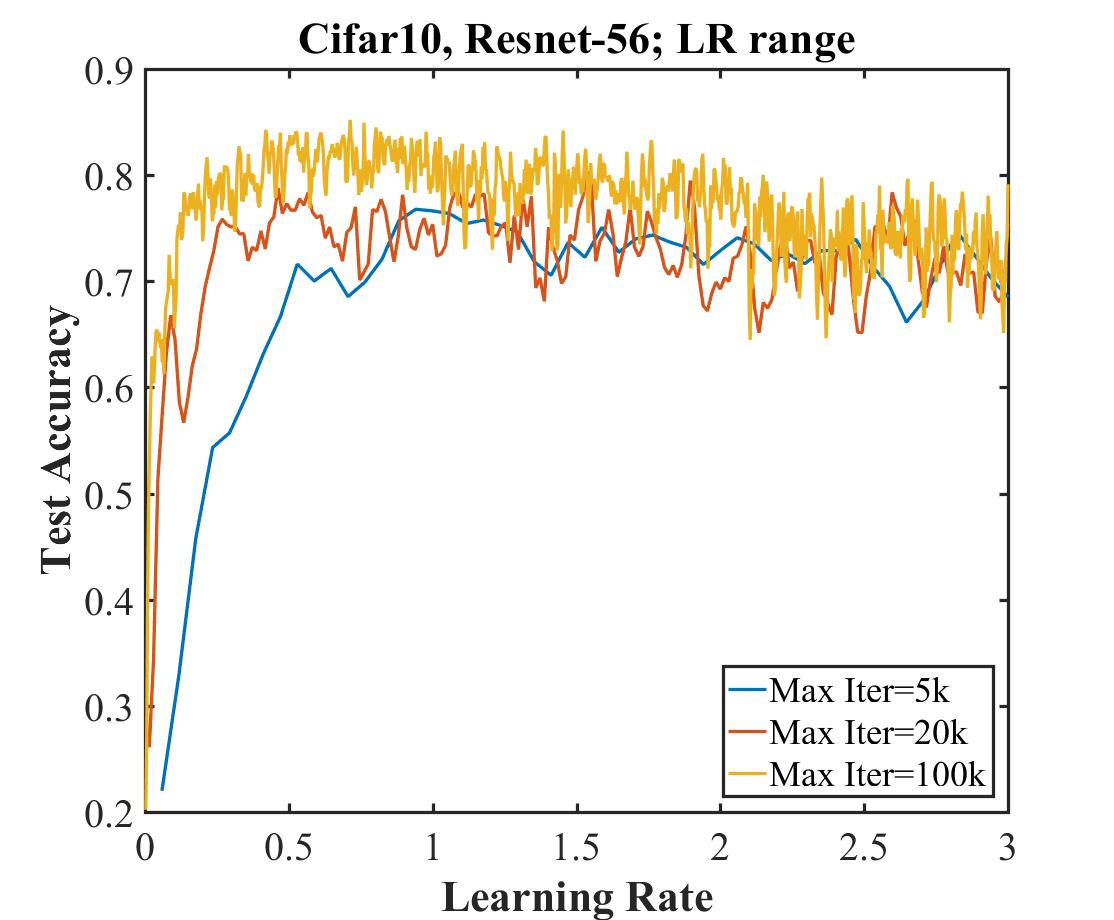 Cifar10, Resnet-56; LR range
0.9
0.8
0.7
0.6
0.5
0.4
0.3
0.2
Test Accuracy
Max Iter=5k
Max Iter=20k
Max Iter=100k
0 0.5 1 1.5 2 2.5 3
Learning Rate